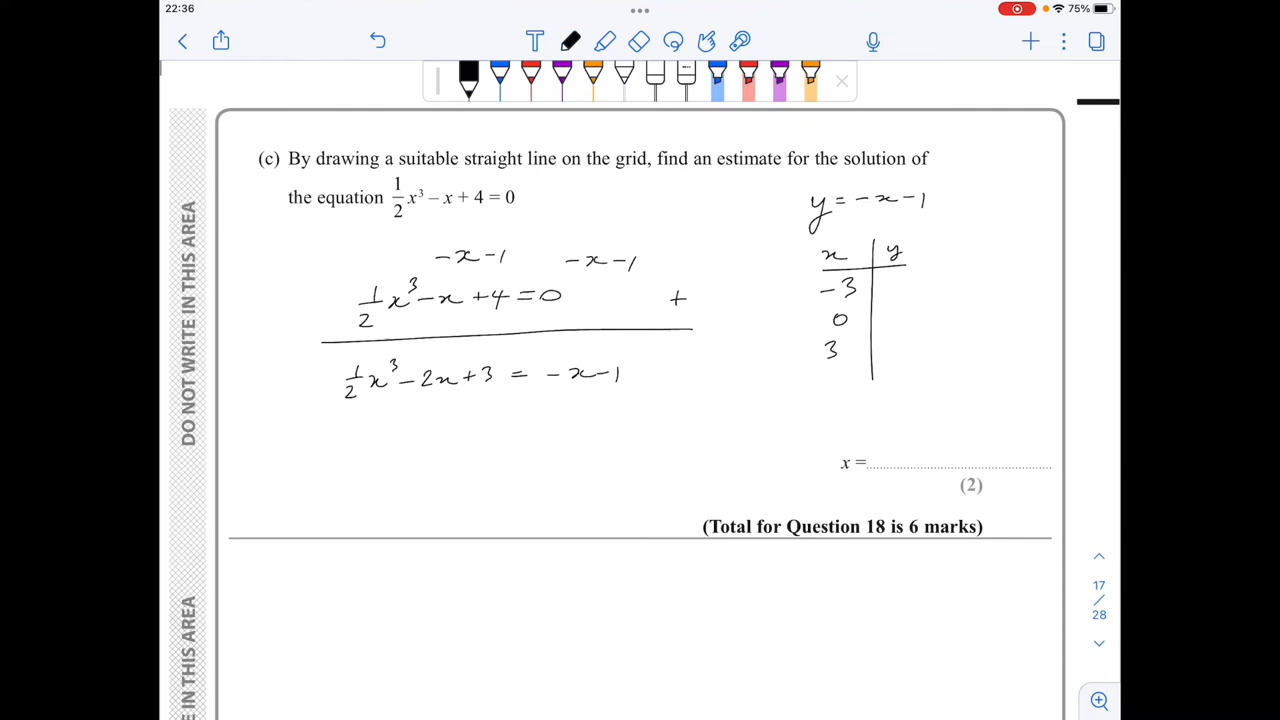 22:36
75%
(c) By drawing a suitable straight line on the grid, find an estimate for the solution of
the equation 1/2 x³ – x + 4 = 0
y = -x-1
x | y
-3
0
3
-x-1 -x-1
1/2 x³ - x + 4 = 0 +
1/2 x³ - 2x + 3 = -x-1
x = ........................................................
(2)
(Total for Question 18 is 6 marks)
DO NOT WRITE IN THIS AREA
E IN THIS AREA
17
/
28